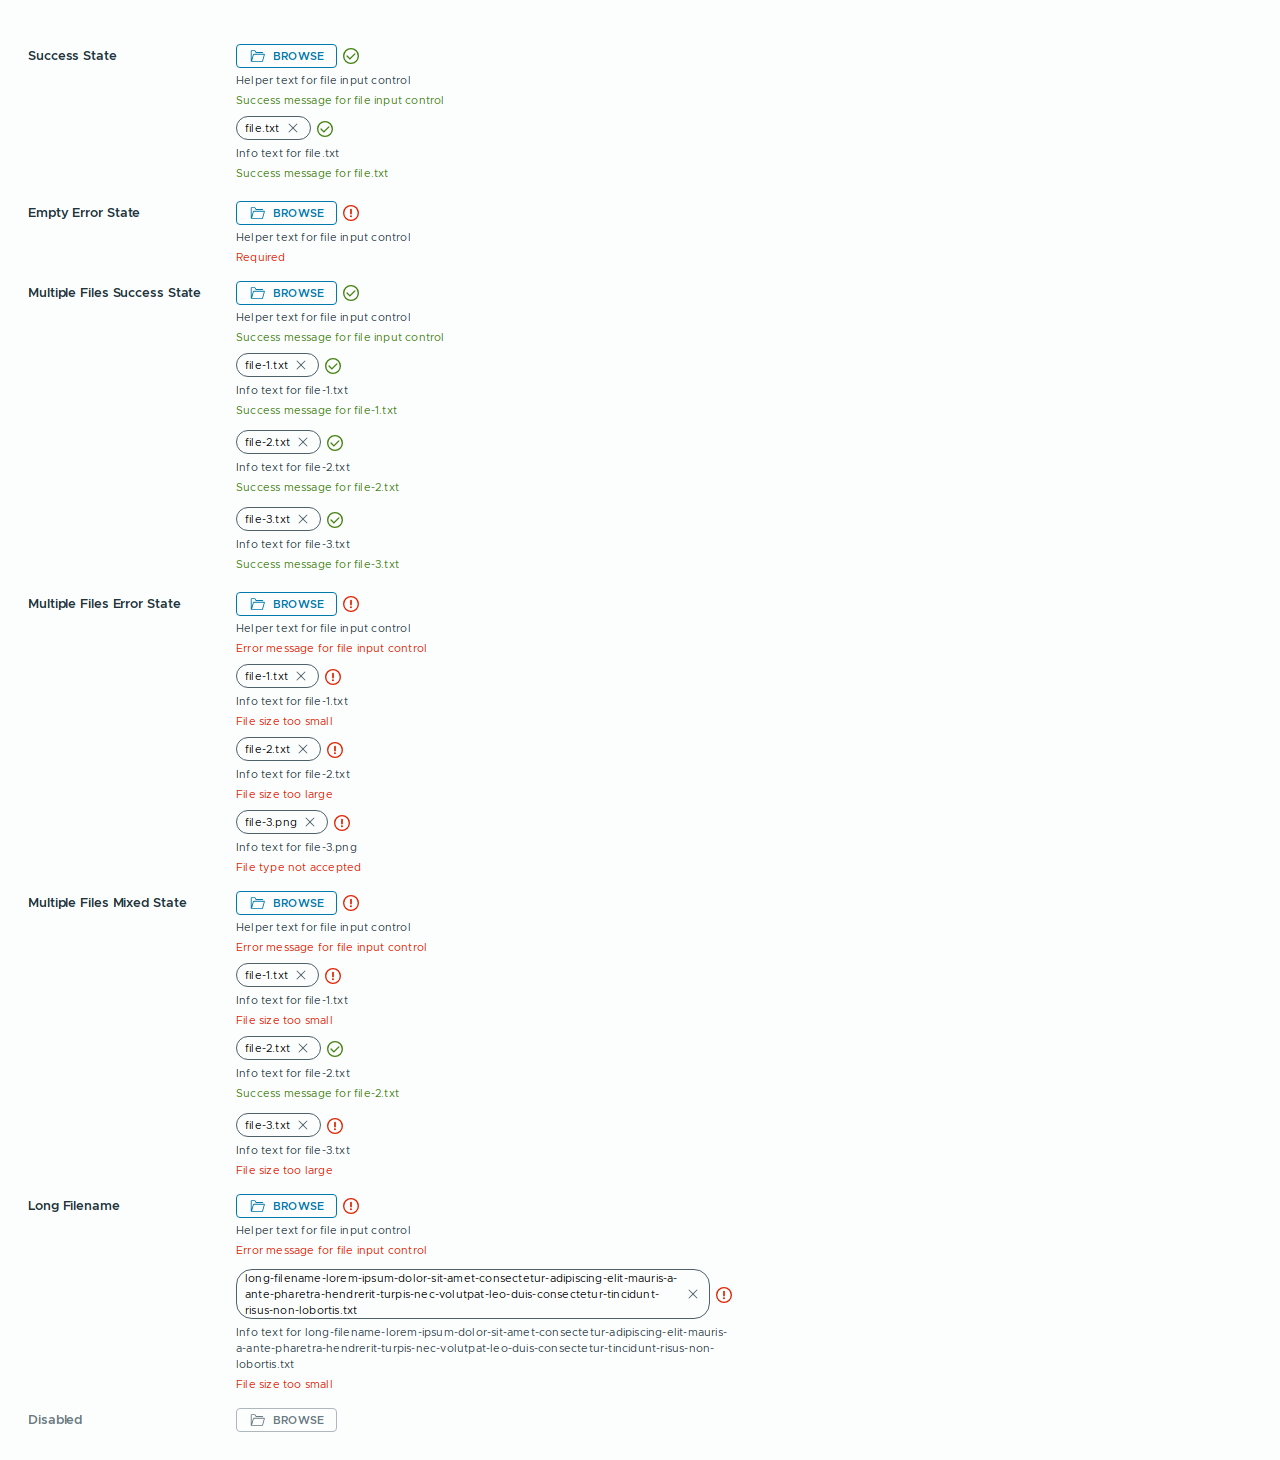 Success State
BROWSE
Helper text for file input control
Success message for file input control
file.txt
Info text for file.txt
Success message for file.txt
Empty Error State
BROWSE
Helper text for file input control
Required
Multiple Files Success State
BROWSE
Helper text for file input control
Success message for file input control
file-1.txt
Info text for file-1.txt
Success message for file-1.txt
file-2.txt
Info text for file-2.txt
Success message for file-2.txt
file-3.txt
Info text for file-3.txt
Success message for file-3.txt
Multiple Files Error State
BROWSE
Helper text for file input control
Error message for file input control
file-1.txt
Info text for file-1.txt
File size too small
file-2.txt
Info text for file-2.txt
File size too large
file-3.png
Info text for file-3.png
File type not accepted
Multiple Files Mixed State
BROWSE
Helper text for file input control
Error message for file input control
file-1.txt
Info text for file-1.txt
File size too small
file-2.txt
Info text for file-2.txt
Success message for file-2.txt
file-3.txt
Info text for file-3.txt
File size too large
Long Filename
BROWSE
Helper text for file input control
Error message for file input control
long-filename-lorem-ipsum-dolor-sit-amet-consectetur-adipiscing-elit-mauris-a-
ante-pharetra-hendrerit-turpis-nec-volutpat-leo-duis-consectetur-tincidunt-
risus-non-lobortis.txt
Info text for long-filename-lorem-ipsum-dolor-sit-amet-consectetur-adipiscing-elit-mauris-
a-ante-pharetra-hendrerit-turpis-nec-volutpat-leo-duis-consectetur-tincidunt-risus-non-
lobortis.txt
File size too small
Disabled
BROWSE